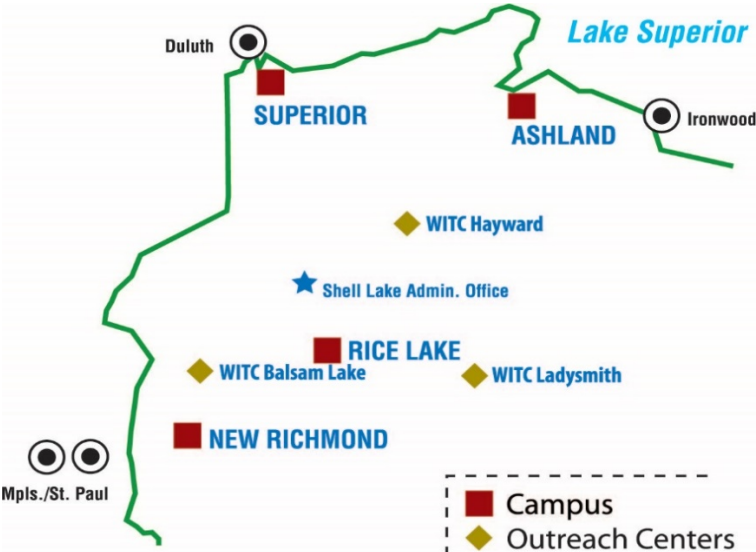 Lake Superior
Duluth
SUPERIOR
ASHLAND
Ironwood
WITC Hayward
Shell Lake Admin. Office
RICE LAKE
WITC Balsam Lake
WITC Ladysmith
NEW RICHMOND
Mpls./St. Paul
Campus
Outreach Centers